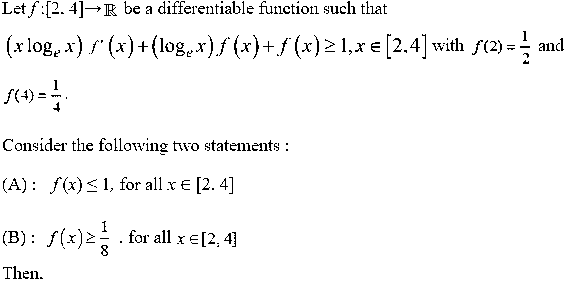 Let f:[2, 4]→ℝ be a differentiable function such that
(x logₑ x) f'(x)+(logₑ x) f(x)+f(x) ≥ 1, x ∈ [2, 4] with f(2) = 1/2 and
f(4) = 1/4.
Consider the following two statements :
(A) : f(x) ≤ 1, for all x ∈ [2, 4]
(B) : f(x) ≥ 1/8 . for all x ∈ [2, 4]
Then,